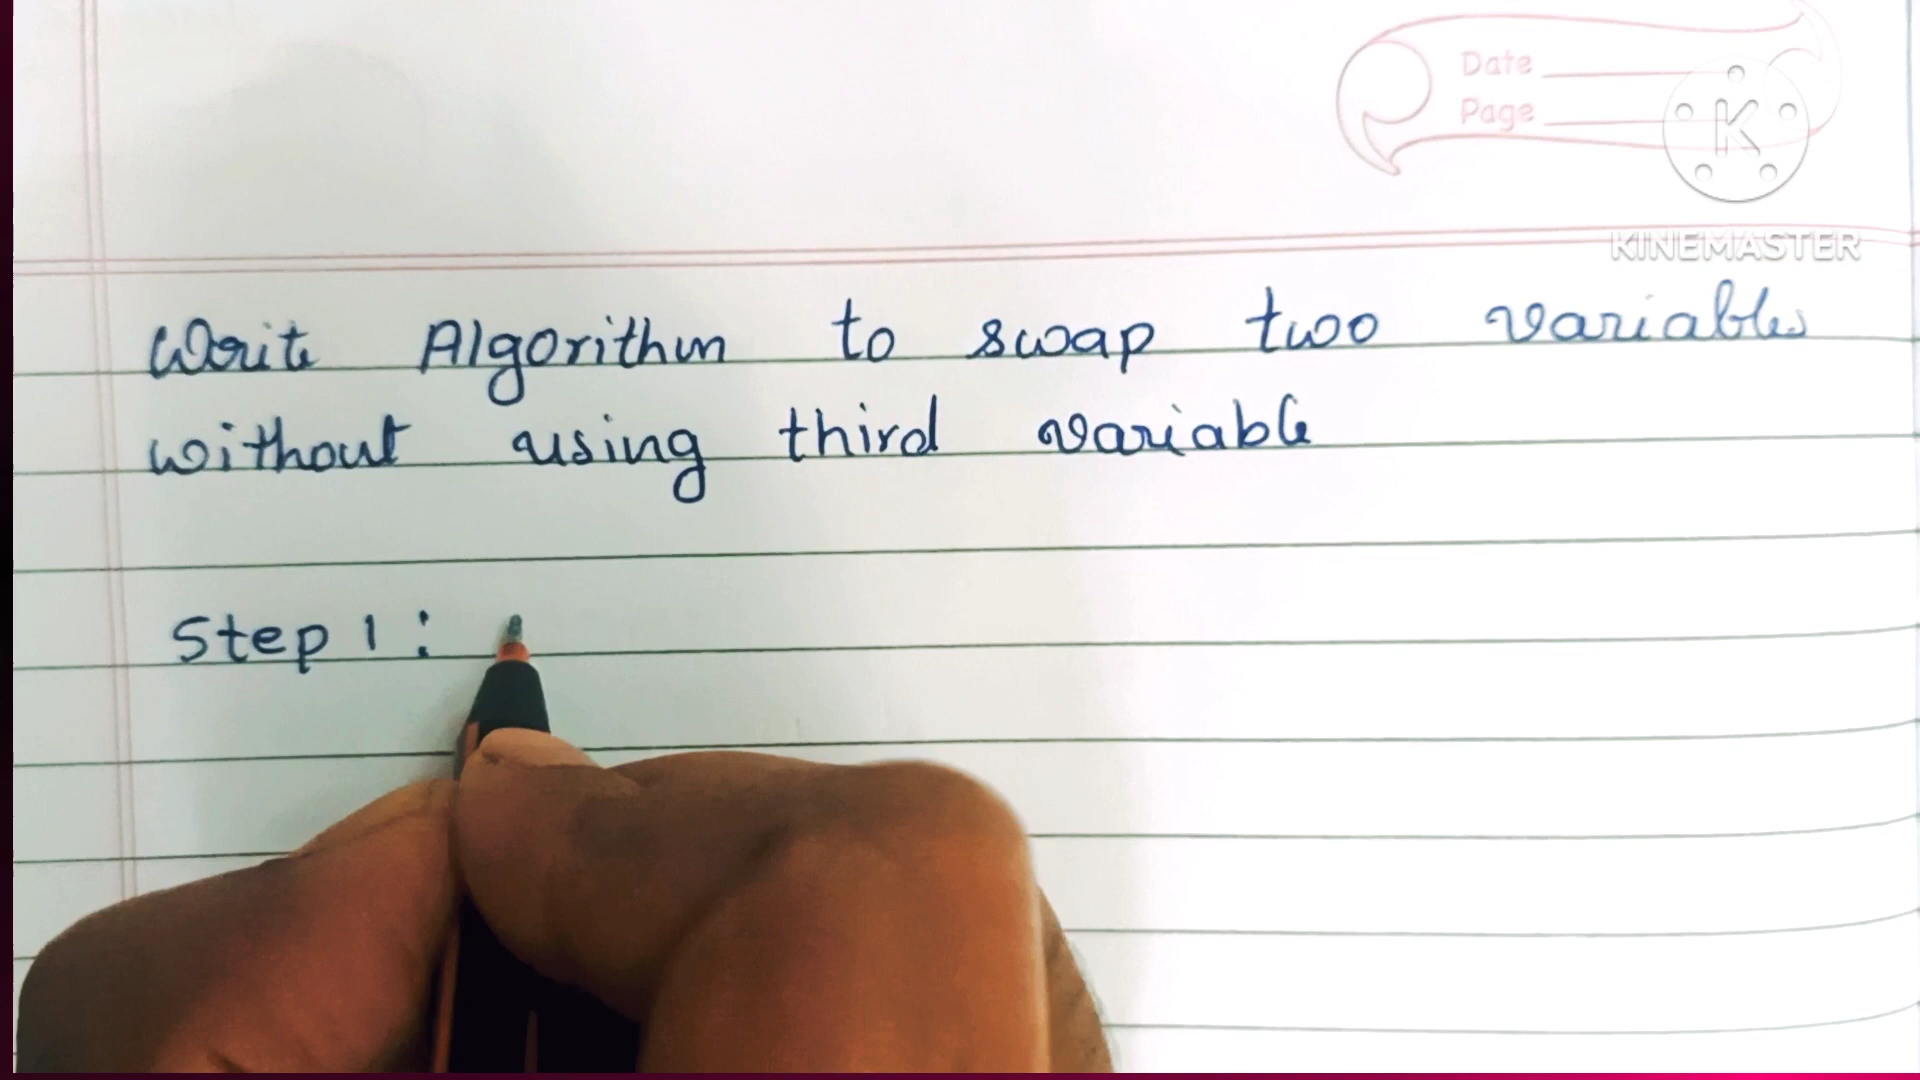 Date
Page
K
KINEMASTER
Write Algorithm to swap two variables
without using third variable
Step 1 :